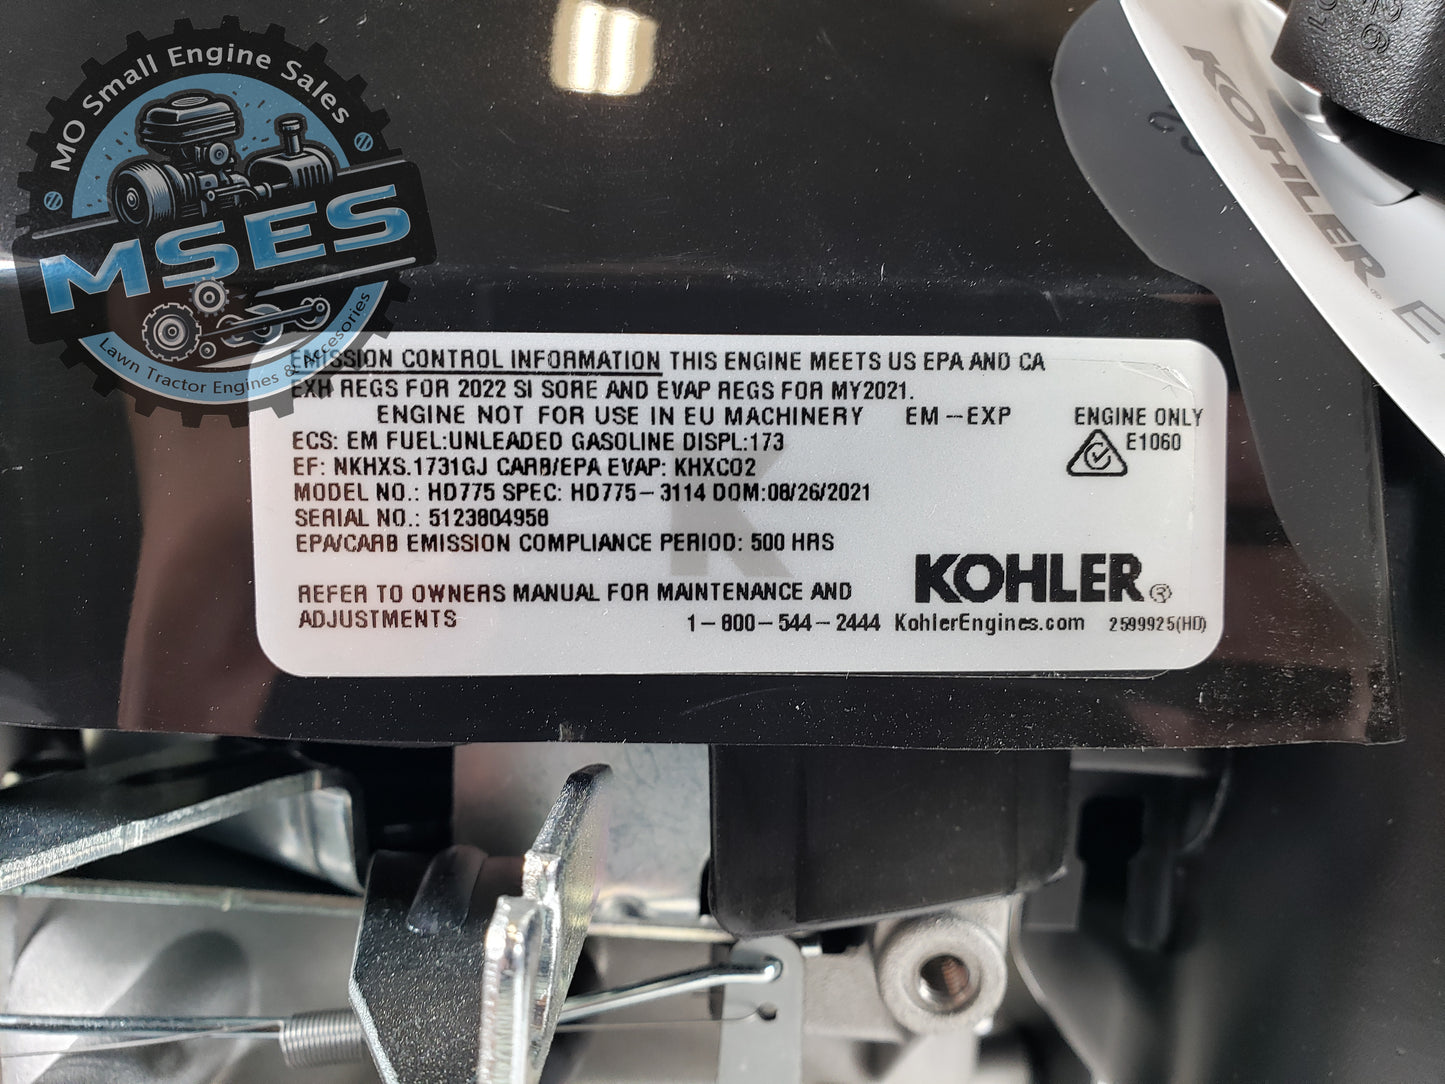 MO Small Engine Sales
MSES
Lawn Tractor Engines & Accesories
KOHLER
EMISSION CONTROL INFORMATION THIS ENGINE MEETS US EPA AND CA
EXH REGS FOR 2022 SI SORE AND EVAP REGS FOR MY2021.
ENGINE NOT FOR USE IN EU MACHINERY EM-EXP ENGINE ONLY
ECS: EM FUEL:UNLEADED GASOLINE DISPL:173 E1060
EF: NKHXS.1731GJ CARB/EPA EVAP: KHXCO2
MODEL NO.: HD775 SPEC: HD775-3114 DOM:08/26/2021
SERIAL NO.: 5123804958
EPA/CARB EMISSION COMPLIANCE PERIOD: 500 HRS
KOHLER®
REFER TO OWNERS MANUAL FOR MAINTENANCE AND
ADJUSTMENTS 1-800-544-2444 KohlerEngines.com 2599925(HD)